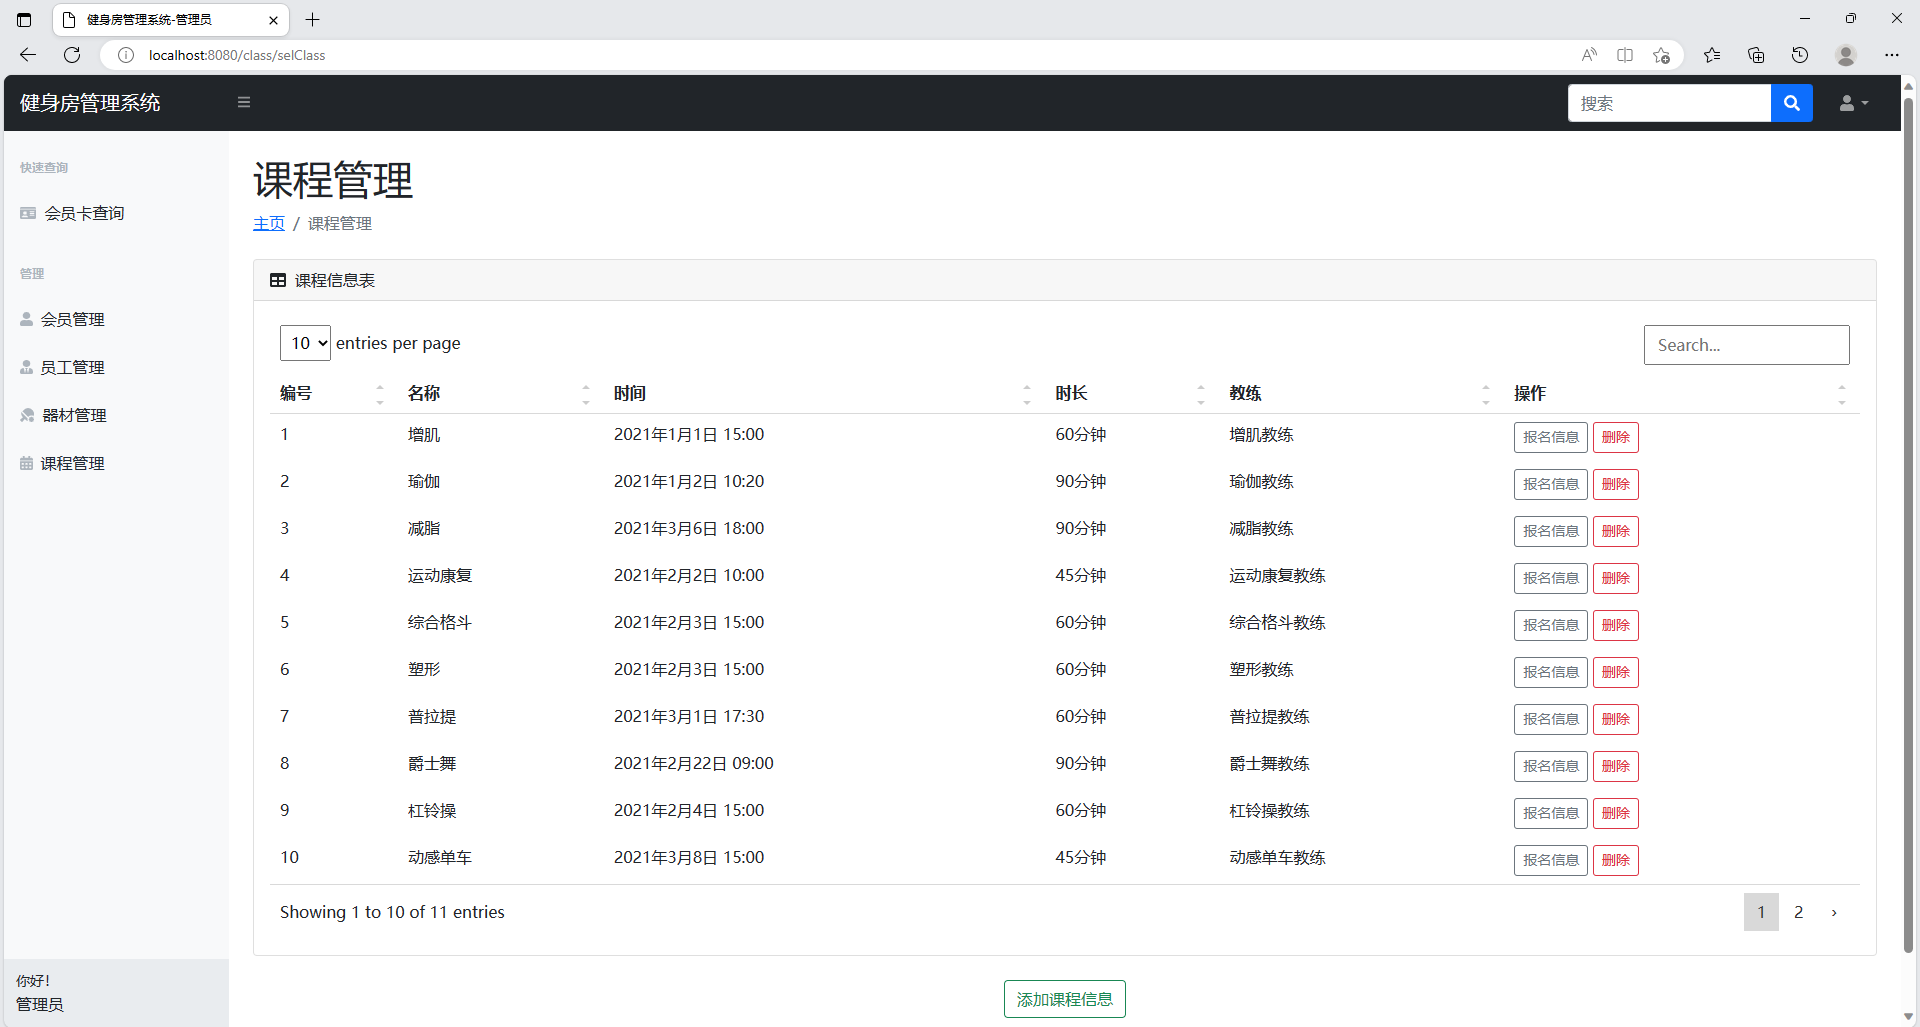 健身房管理系统-管理员
localhost:8080/class/selClass
健身房管理系统
搜索
快速查询
会员卡查询
管理
会员管理
员工管理
器材管理
课程管理
你好！
管理员
课程管理
主页 / 课程管理
课程信息表
10 entries per page
Search...
编号 名称 时间 时长 教练 操作
1 增肌 2021年1月1日 15:00 60分钟 增肌教练 报名信息 删除
2 瑜伽 2021年1月2日 10:20 90分钟 瑜伽教练 报名信息 删除
3 减脂 2021年3月6日 18:00 90分钟 减脂教练 报名信息 删除
4 运动康复 2021年2月2日 10:00 45分钟 运动康复教练 报名信息 删除
5 综合格斗 2021年2月3日 15:00 60分钟 综合格斗教练 报名信息 删除
6 塑形 2021年2月3日 15:00 60分钟 塑形教练 报名信息 删除
7 普拉提 2021年3月1日 17:30 60分钟 普拉提教练 报名信息 删除
8 爵士舞 2021年2月22日 09:00 90分钟 爵士舞教练 报名信息 删除
9 杠铃操 2021年2月4日 15:00 60分钟 杠铃操教练 报名信息 删除
10 动感单车 2021年3月8日 15:00 45分钟 动感单车教练 报名信息 删除
Showing 1 to 10 of 11 entries
1 2 ›
添加课程信息